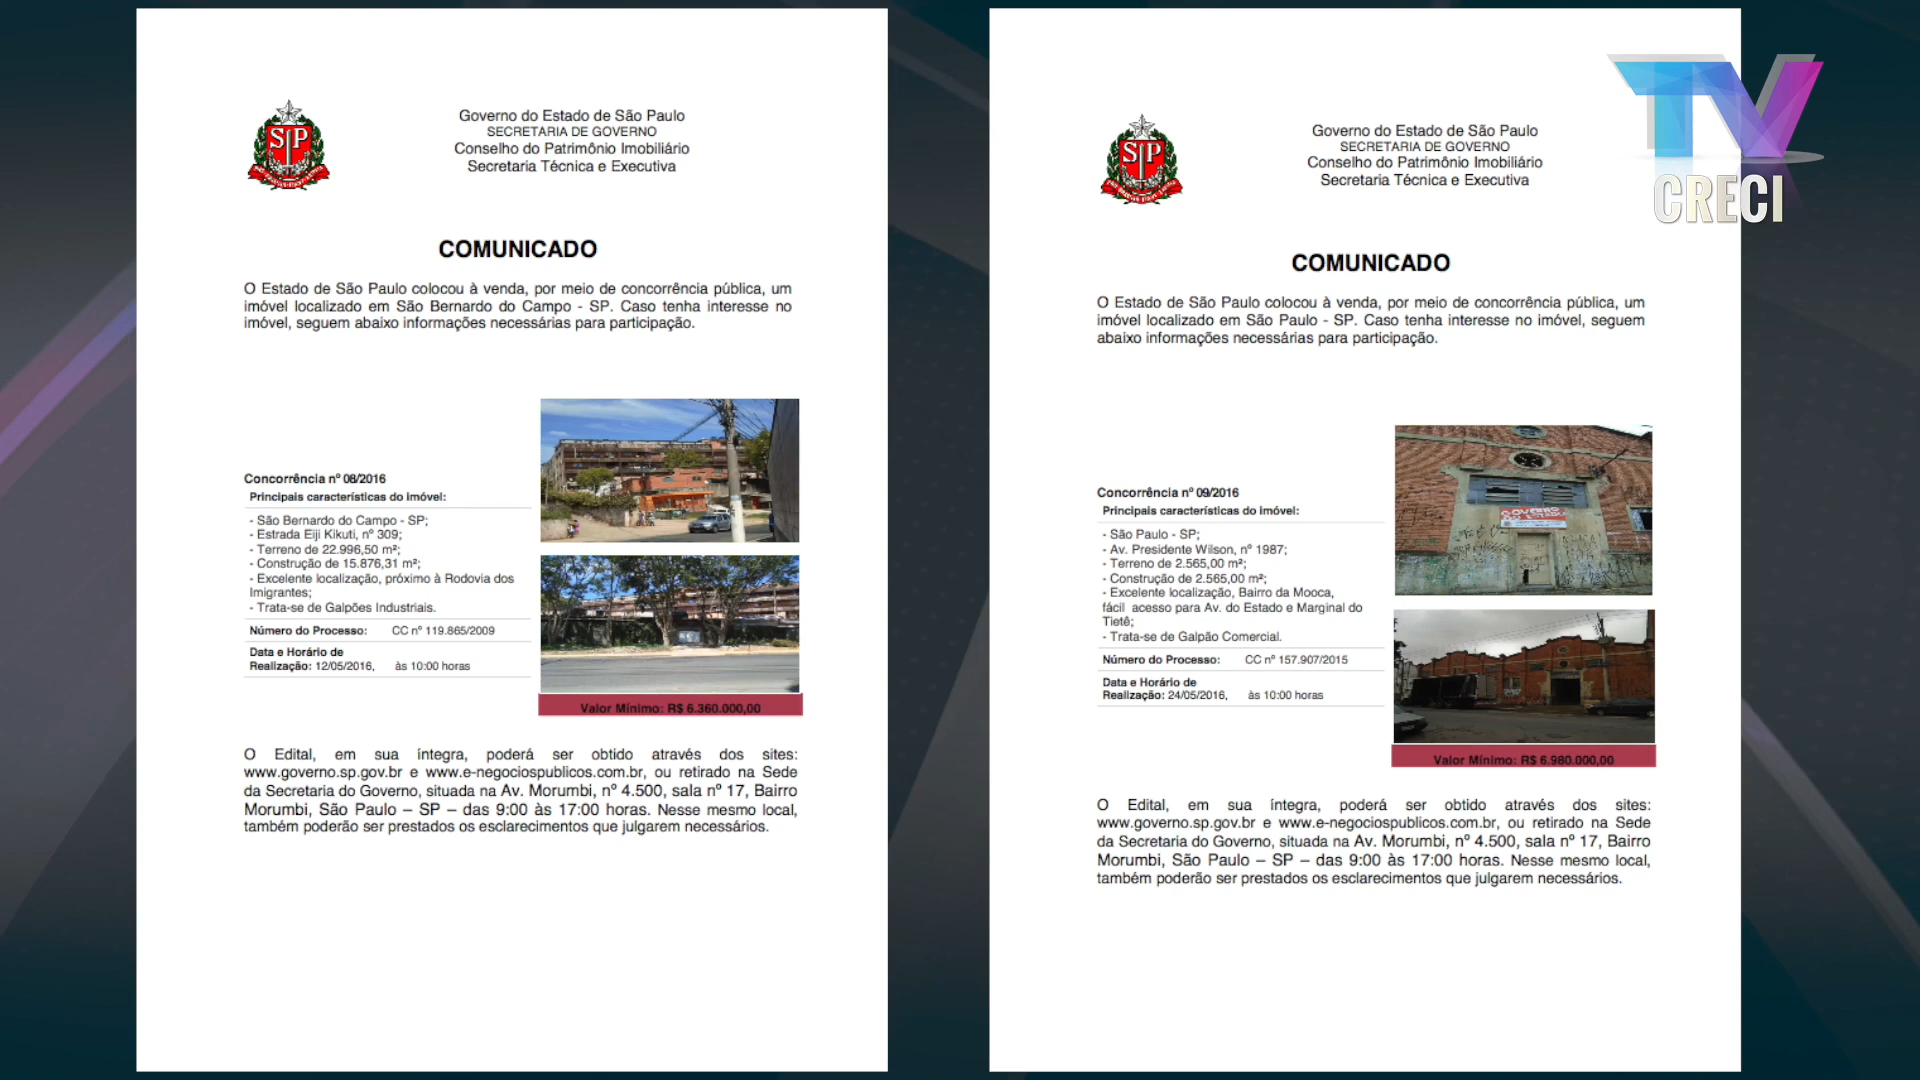 Governo do Estado de São Paulo
SECRETARIA DE GOVERNO
Conselho do Patrimônio Imobiliário
Secretaria Técnica e Executiva
COMUNICADO
O Estado de São Paulo colocou à venda, por meio de concorrência pública, um
imóvel localizado em São Bernardo do Campo - SP. Caso tenha interesse no
imóvel, seguem abaixo informações necessárias para participação.
Concorrência nº 08/2016
Principais características do imóvel:
- São Bernardo do Campo - SP;
- Estrada Eiji Kikuti, nº 309;
- Terreno de 22.996,50 m²;
- Construção de 15.876,31 m²;
- Excelente localização, próximo à Rodovia dos
Imigrantes;
- Trata-se de Galpões Industriais.
Número do Processo: CC nº 119.865/2009
Data e Horário de
Realização: 12/05/2016, às 10:00 horas
Valor Mínimo: R$ 6.360.000,00
O Edital, em sua íntegra, poderá ser obtido através dos sites:
www.governo.sp.gov.br e www.e-negociospublicos.com.br, ou retirado na Sede
da Secretaria do Governo, situada na Av. Morumbi, nº 4.500, sala nº 17, Bairro
Morumbi, São Paulo – SP – das 9:00 às 17:00 horas. Nesse mesmo local,
também poderão ser prestados os esclarecimentos que julgarem necessários.
SP
Governo do Estado de São Paulo
SECRETARIA DE GOVERNO
Conselho do Patrimônio Imobiliário
Secretaria Técnica e Executiva
COMUNICADO
O Estado de São Paulo colocou à venda, por meio de concorrência pública, um
imóvel localizado em São Paulo - SP. Caso tenha interesse no imóvel, seguem
abaixo informações necessárias para participação.
Concorrência nº 09/2016
Principais características do imóvel:
- São Paulo - SP;
- Av. Presidente Wilson, nº 1987;
- Terreno de 2.565,00 m²;
- Construção de 2.565,00 m²;
- Excelente localização, Bairro da Mooca,
fácil acesso para Av. do Estado e Marginal do
Tietê;
- Trata-se de Galpão Comercial.
Número do Processo: CC nº 157.907/2015
Data e Horário de
Realização: 24/05/2016, às 10:00 horas
GOVERNO
DO ESTADO
Valor Mínimo: R$ 6.980.000,00
O Edital, em sua íntegra, poderá ser obtido através dos sites:
www.governo.sp.gov.br e www.e-negociospublicos.com.br, ou retirado na Sede
da Secretaria do Governo, situada na Av. Morumbi, nº 4.500, sala nº 17, Bairro
Morumbi, São Paulo – SP – das 9:00 às 17:00 horas. Nesse mesmo local,
também poderão ser prestados os esclarecimentos que julgarem necessários.
SP
TV
CRECI